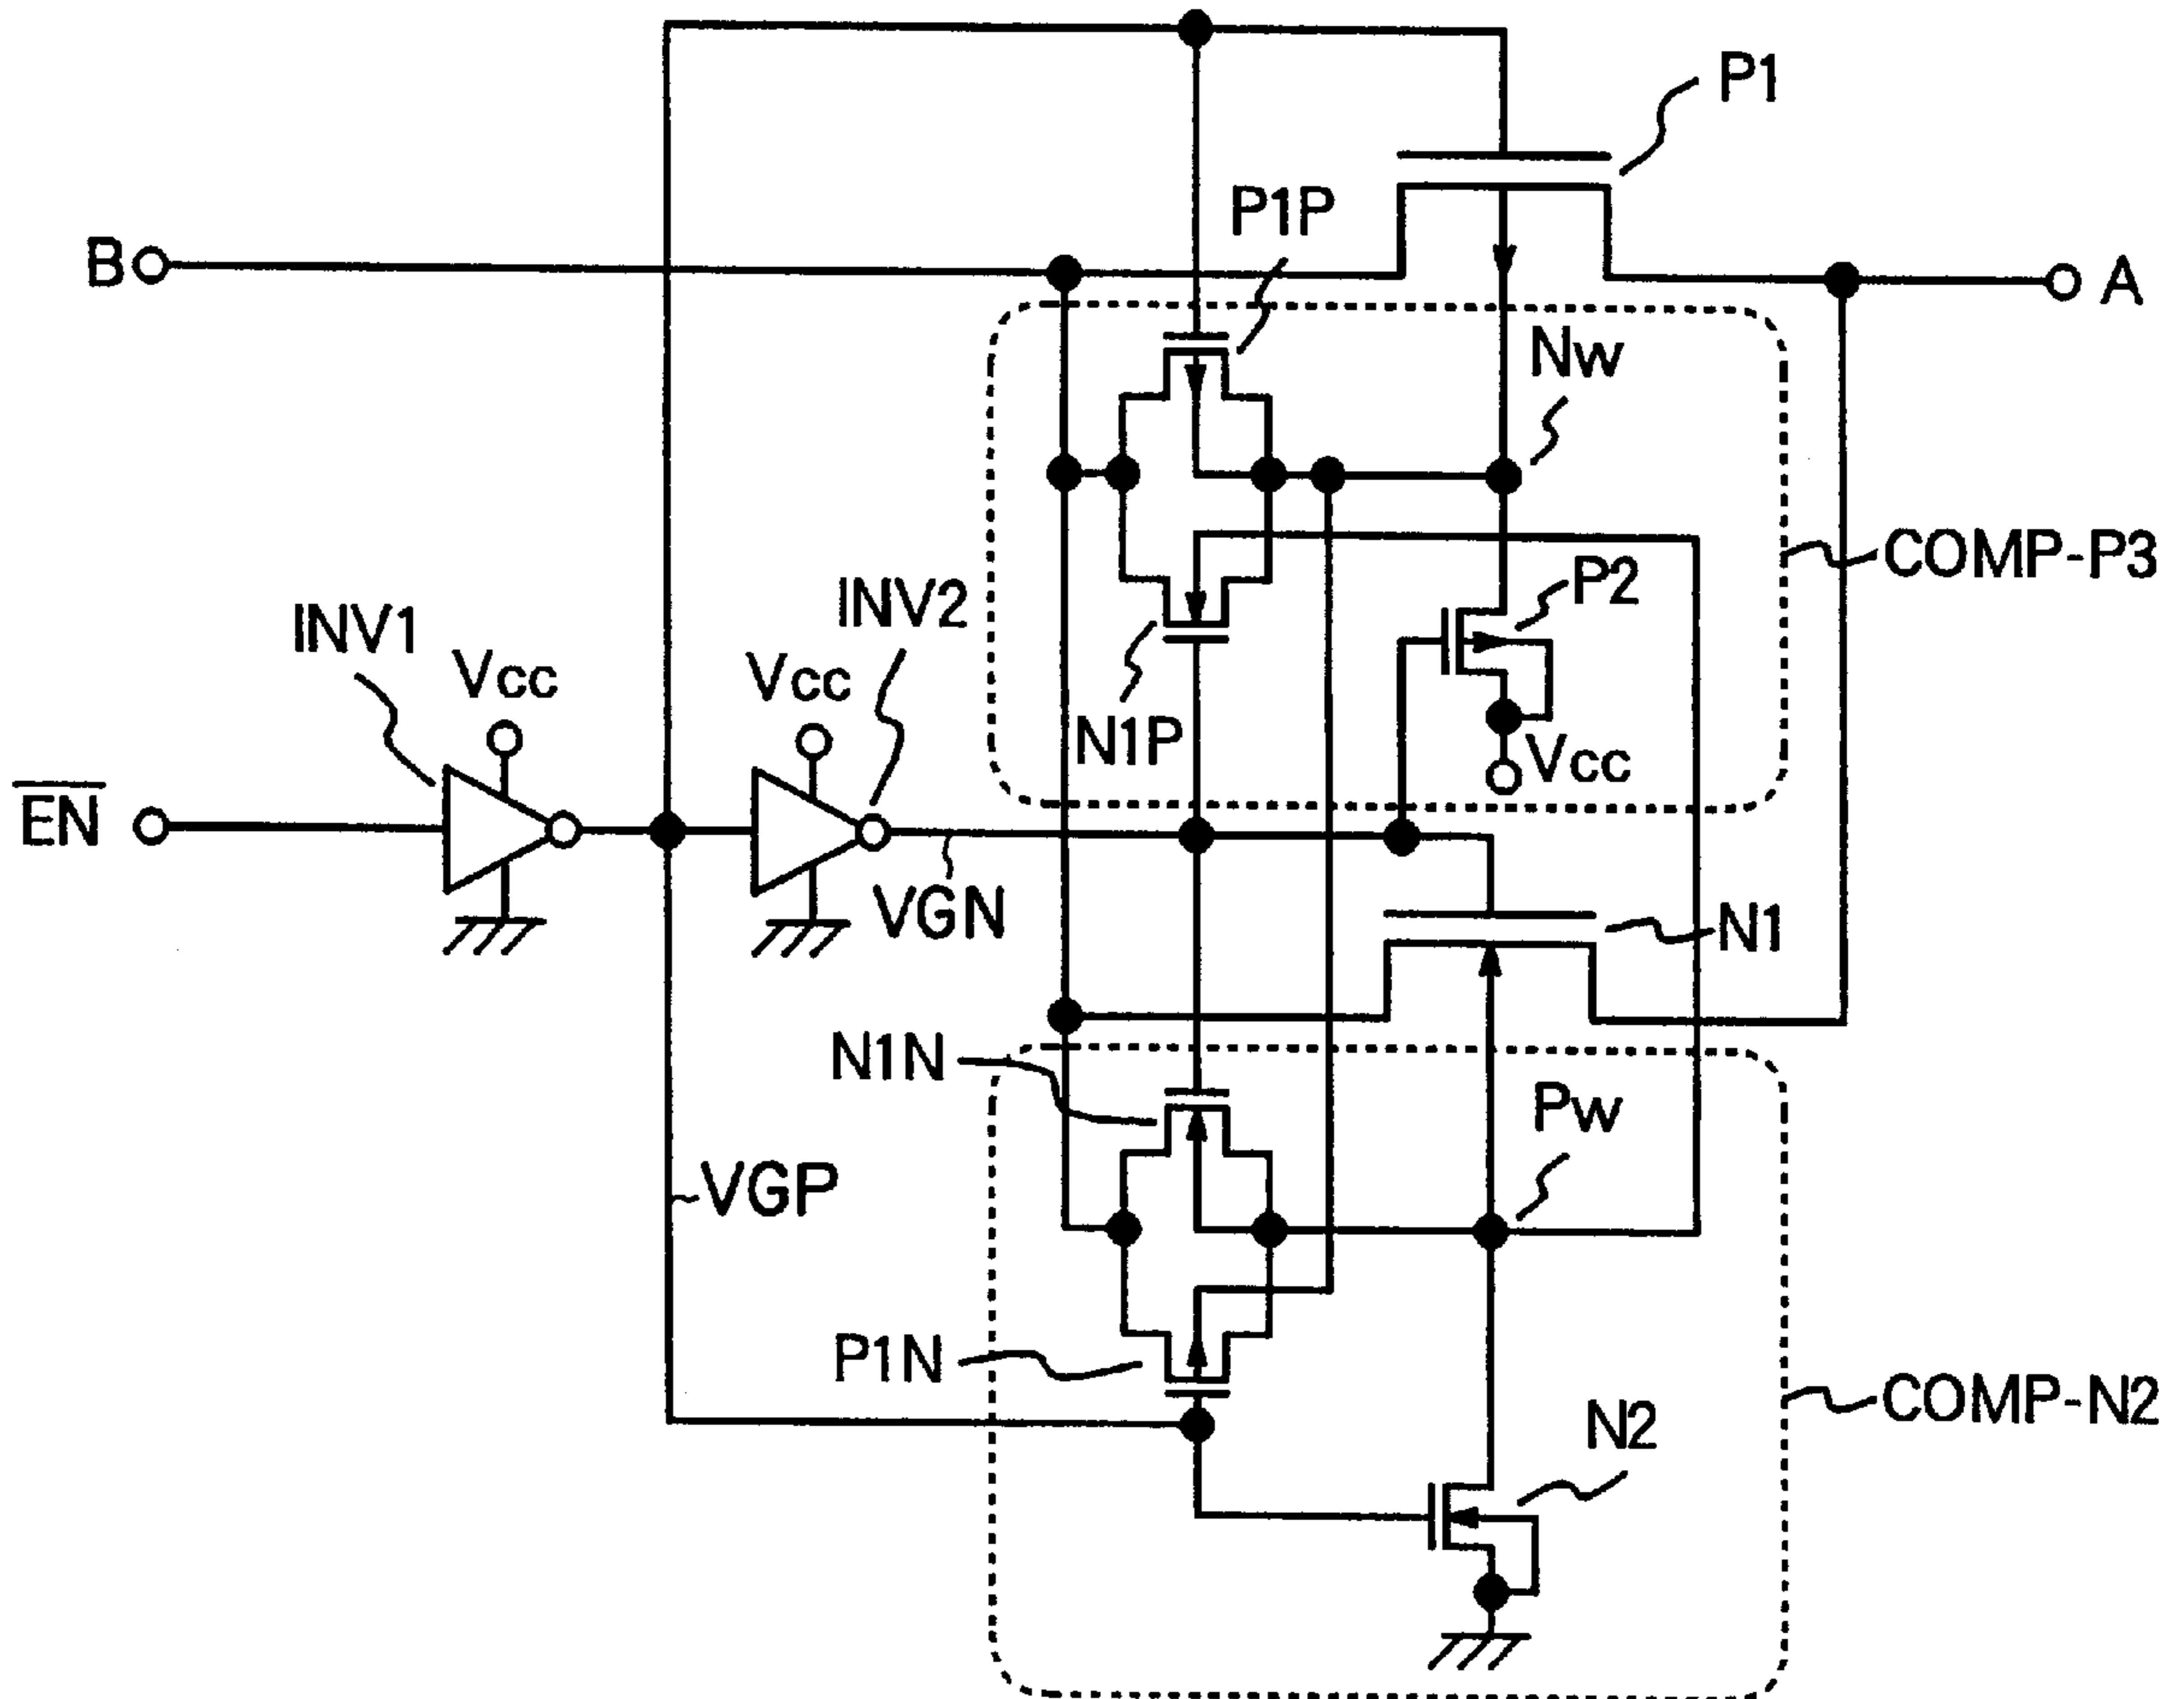 P1
P1P
B
A
Nw
COMP-P3
P2
INV1
INV2
Vcc
Vcc
N1P
Vcc
EN
VGN
N1
N1N
Pw
VGP
P1N
N2
COMP-N2